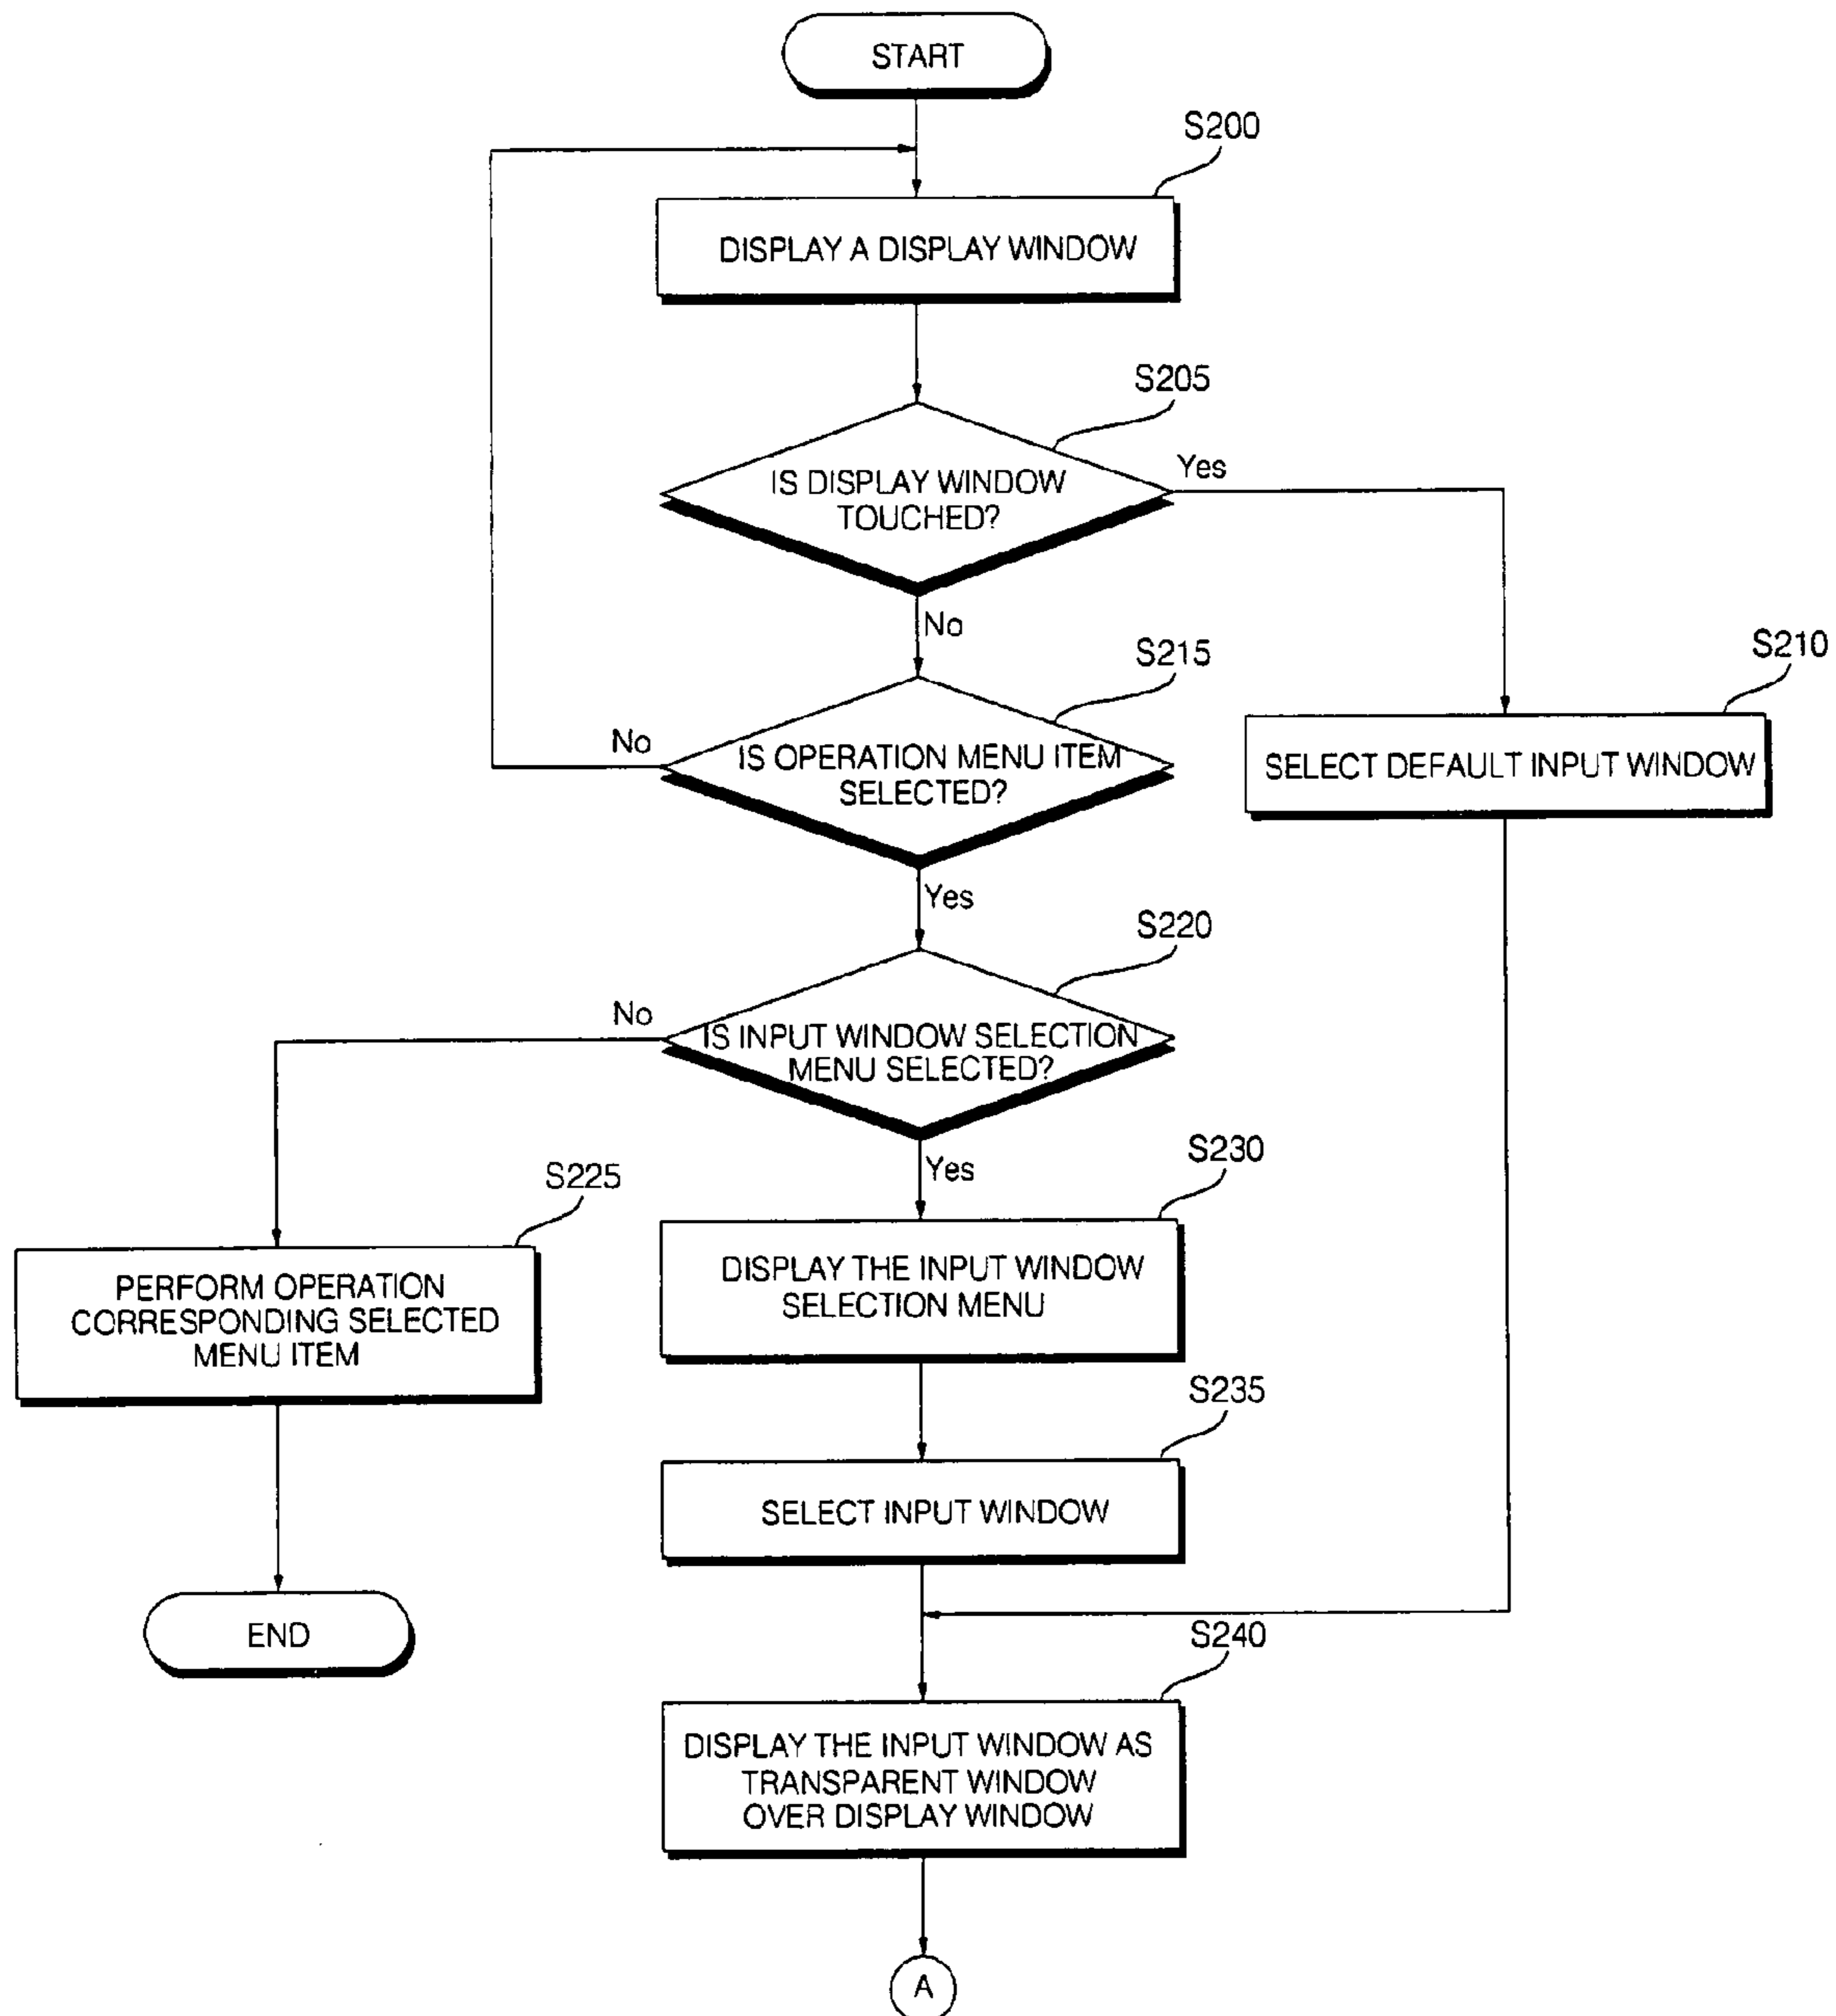 START
S200
DISPLAY A DISPLAY WINDOW
S205
IS DISPLAY WINDOW
TOUCHED?
Yes
No
S210
SELECT DEFAULT INPUT WINDOW
S215
IS OPERATION MENU ITEM
SELECTED?
No
Yes
S220
IS INPUT WINDOW SELECTION
MENU SELECTED?
No
Yes
S225
PERFORM OPERATION
CORRESPONDING SELECTED
MENU ITEM
END
S230
DISPLAY THE INPUT WINDOW
SELECTION MENU
S235
SELECT INPUT WINDOW
S240
DISPLAY THE INPUT WINDOW AS
TRANSPARENT WINDOW
OVER DISPLAY WINDOW
A